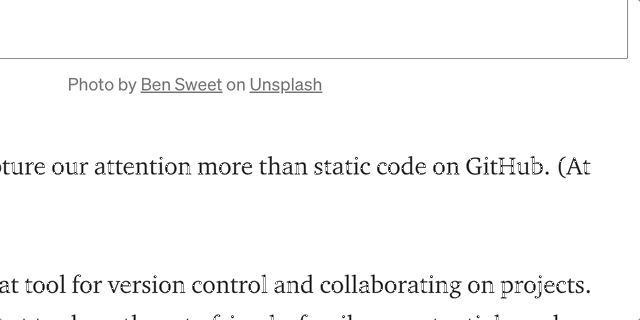 Photo by Ben Sweet on Unsplash
ture our attention more than static code on GitHub. (At
at tool for version control and collaborating on projects.